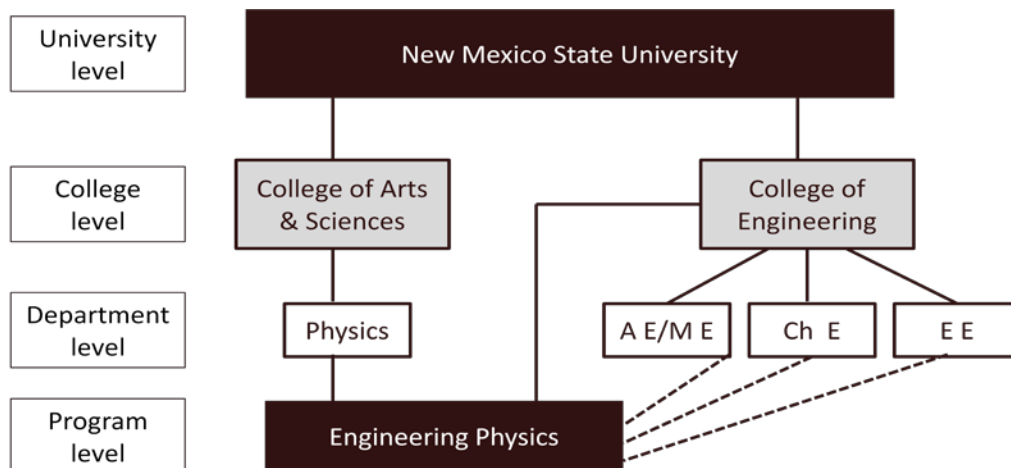 University
level
New Mexico State University
College
level
College of Arts
& Sciences
College of
Engineering
Department
level
Physics
A E/M E
Ch E
E E
Program
level
Engineering Physics